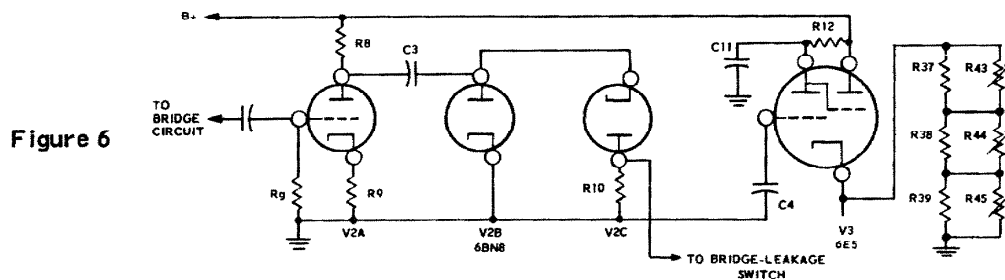 Figure 6
B+
R8
C3
R12
C11
R37
R43
TO
BRIDGE
CIRCUIT
R38
R44
Rg
R9
R10
C4
R39
R45
V2A
V2B
6BN8
V2C
V3
6E5
TO BRIDGE-LEAKAGE
SWITCH